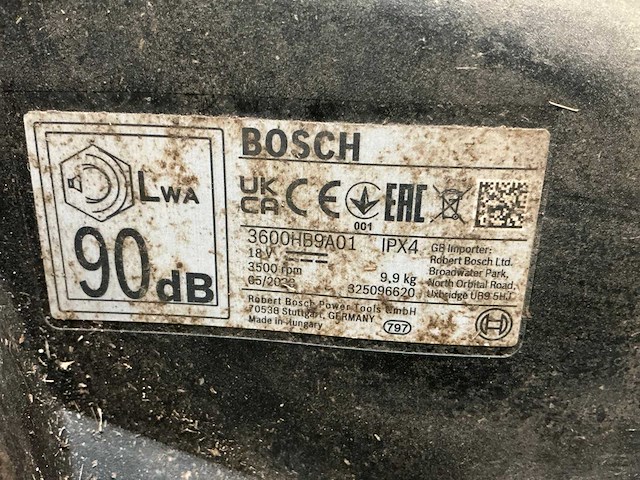 BOSCH
LWA
90 dB
UK CA CE 001 EAC
3600HB9A01 IPX4
18 V
3500 rpm 9,9 kg
325096620
GB Importer:
Robert Bosch Ltd.
Broadwater Park,
North Orbital Road,
Uxbridge UB9 5HJ
Robert Bosch Power Tools GmbH
70538 Stuttgart, GERMANY
Made in Hungary 797